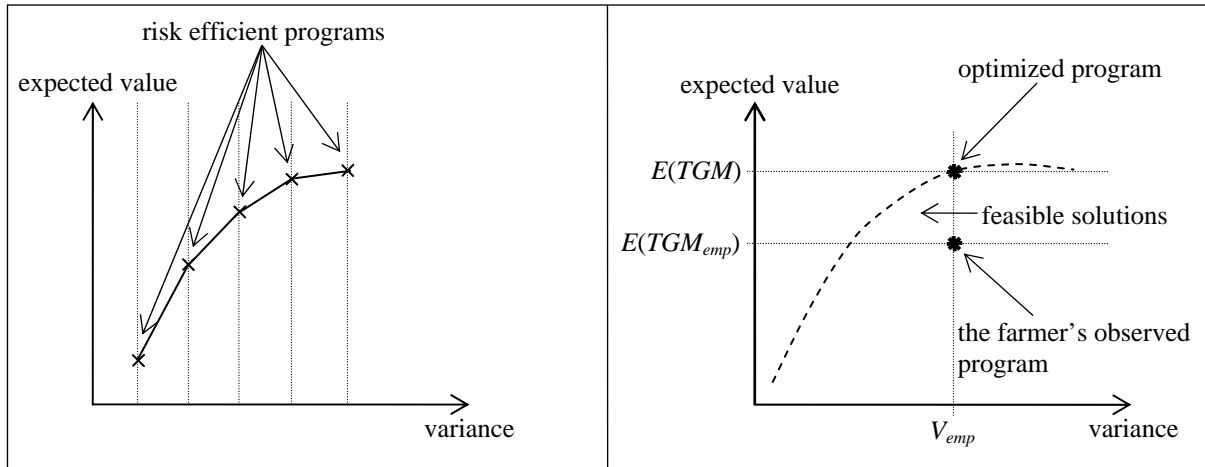 risk efficient programs
expected value
variance
optimized program
expected value
E(TGM)
feasible solutions
E(TGM_emp)
the farmer's observed
program
variance
V_emp